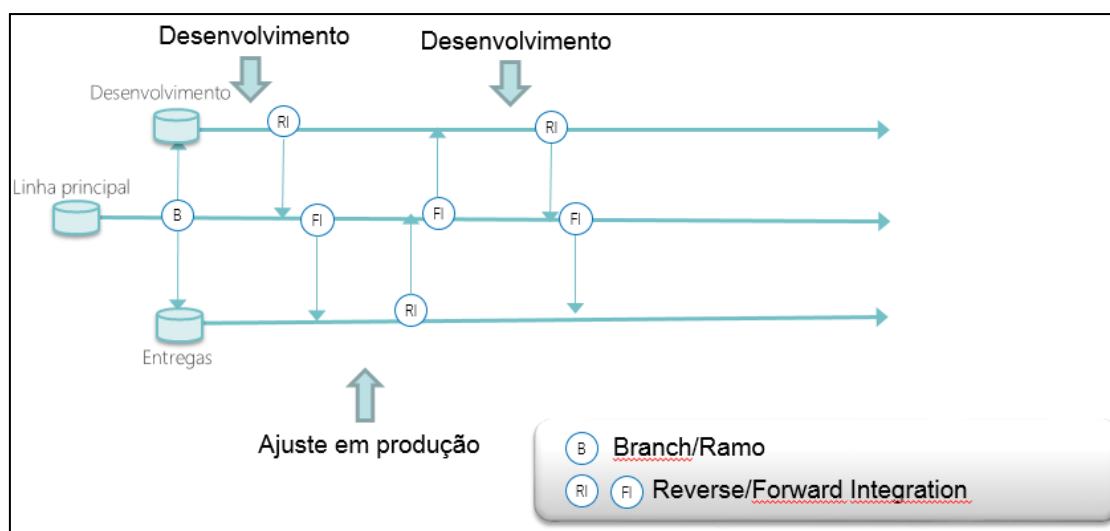 Desenvolvimento
Desenvolvimento
Desenvolvimento
RI
RI
Linha principal
B
FI
FI
FI
RI
Entregas
Ajuste em produção
B Branch/Ramo
RI FI Reverse/Forward Integration